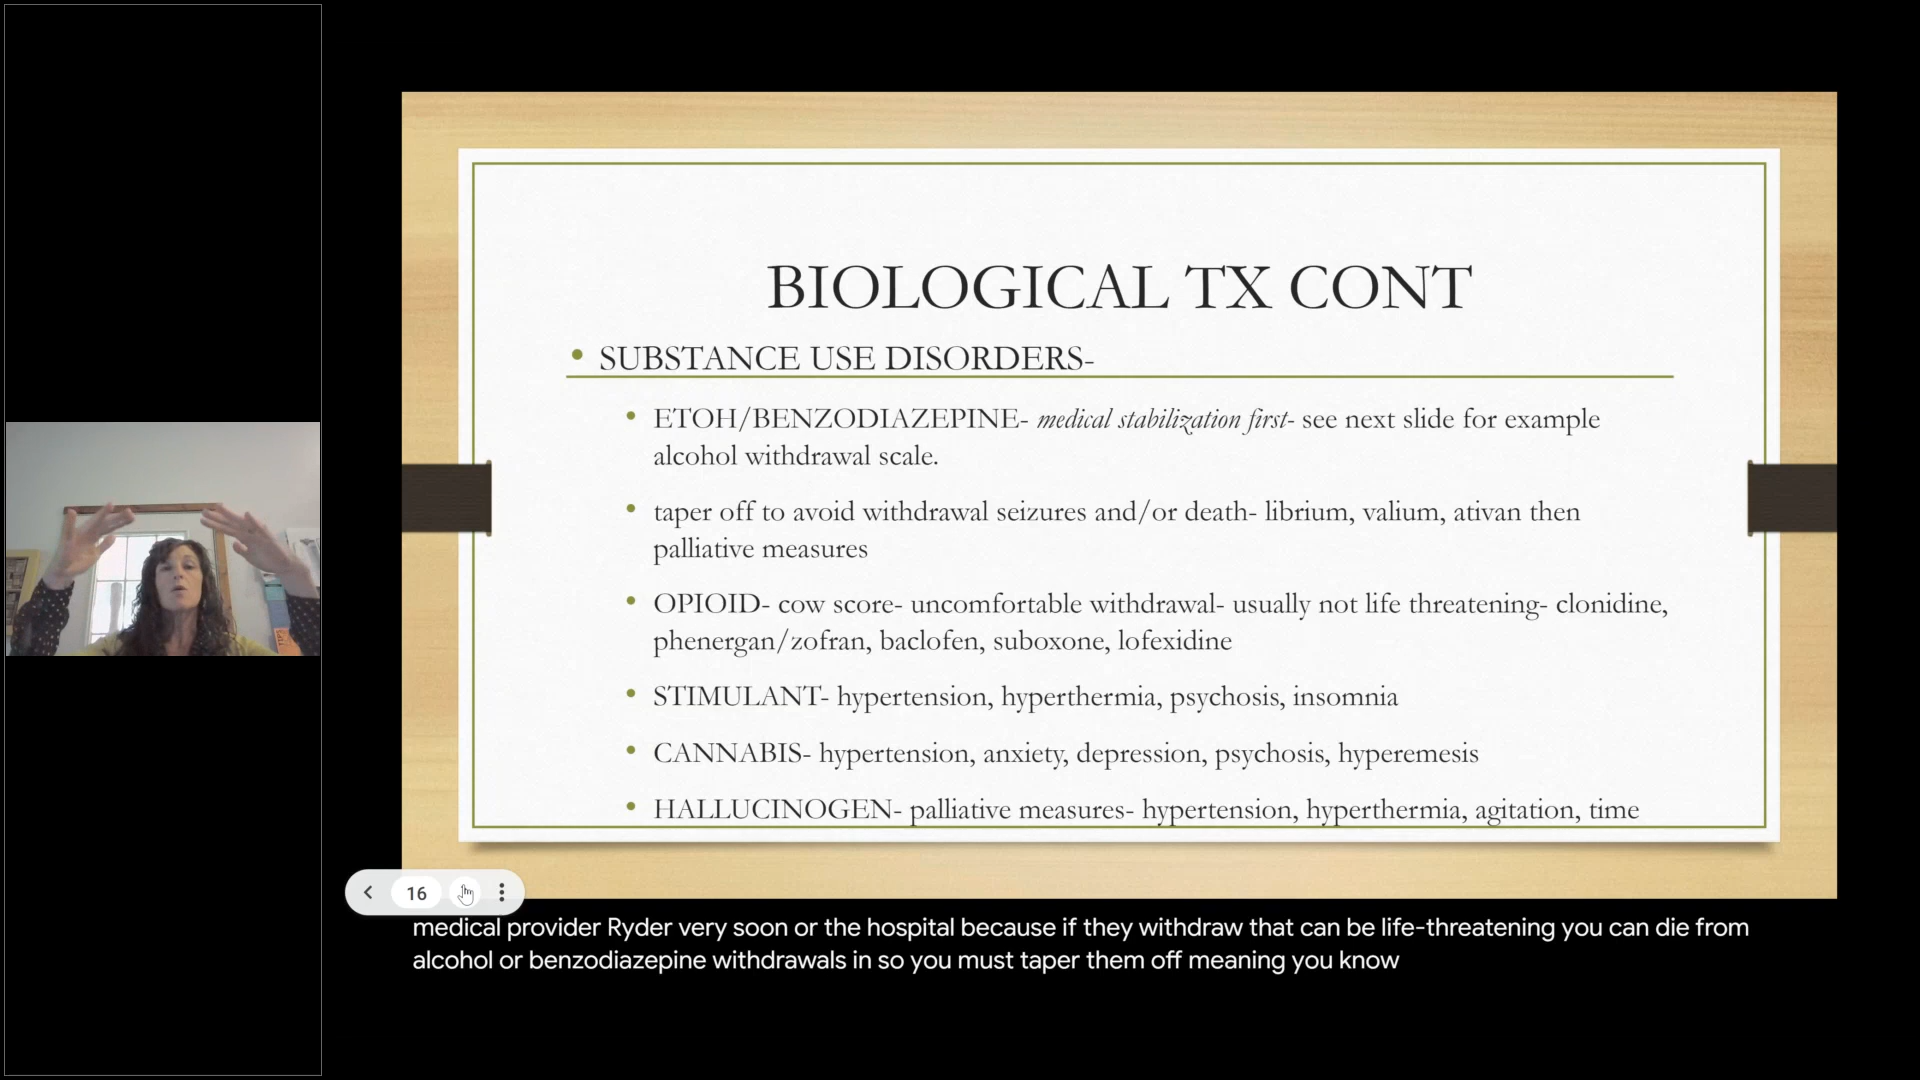 BIOLOGICAL TX CONT
• SUBSTANCE USE DISORDERS-
• ETOH/BENZODIAZEPINE- medical stabilization first- see next slide for example
alcohol withdrawal scale.
• taper off to avoid withdrawal seizures and/or death- librium, valium, ativan then
palliative measures
• OPIOID- cow score- uncomfortable withdrawal- usually not life threatening- clonidine,
phenergan/zofran, baclofen, suboxone, lofexidine
• STIMULANT- hypertension, hyperthermia, psychosis, insomnia
• CANNABIS- hypertension, anxiety, depression, psychosis, hyperemesis
• HALLUCINOGEN- palliative measures- hypertension, hyperthermia, agitation, time
16
medical provider Ryder very soon or the hospital because if they withdraw that can be life-threatening you can die from
alcohol or benzodiazepine withdrawals in so you must taper them off meaning you know